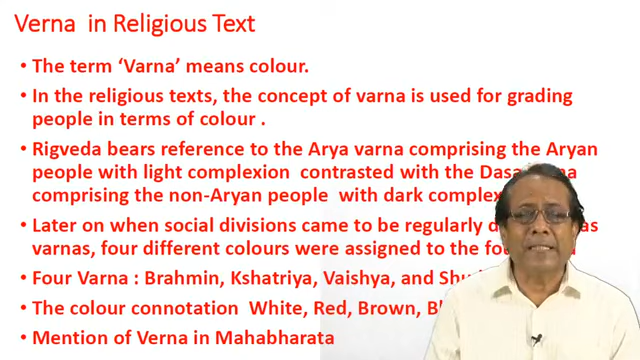 Verna in Religious Text
• The term ‘Varna’ means colour.
• In the religious texts, the concept of varna is used for grading
people in terms of colour .
• Rigveda bears reference to the Arya varna comprising the Aryan
people with light complexion contrasted with the
comprising the non-Aryan people with dark
• Later on when social divisions came to be regularly as
varnas, four different colours were assigned to the
• Four Varna : Brahmin, Kshatriya, Vaishya, and
• The colour connotation White, Red, Brown,
• Mention of Verna in Mahabharata